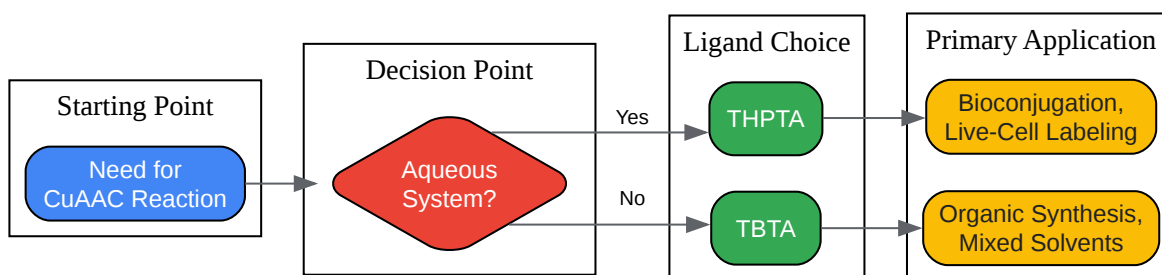 Starting Point
Need for
CuAAC Reaction
Decision Point
Aqueous
System?
Yes
No
Ligand Choice
THPTA
TBTA
Primary Application
Bioconjugation,
Live-Cell Labeling
Organic Synthesis,
Mixed Solvents